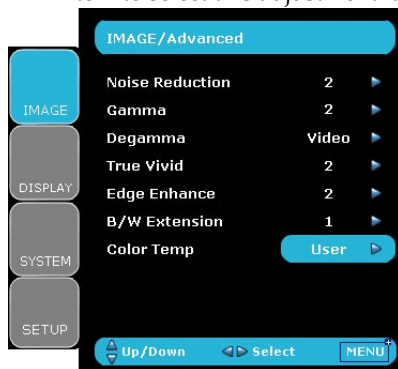 IMAGE/Advanced
IMAGE
DISPLAY
SYSTEM
SETUP
Noise Reduction 2
Gamma 2
Degamma Video
True Vivid 2
Edge Enhance 2
B/W Extension 1
Color Temp User
Up/Down Select MENU